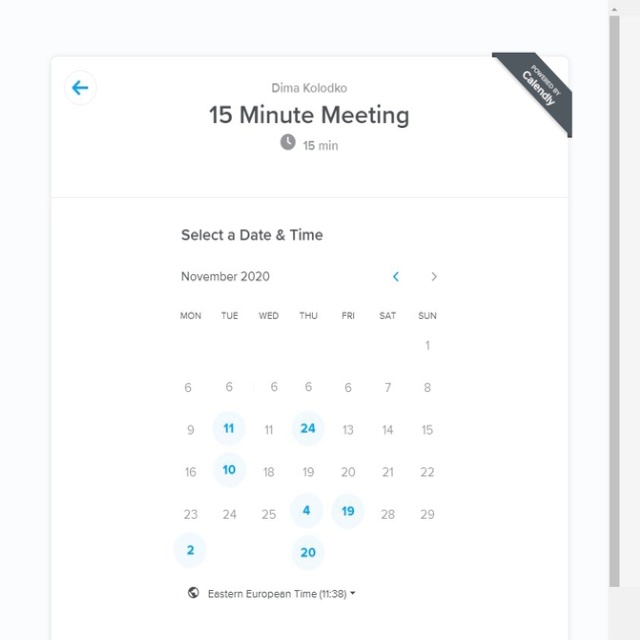 POWERED BY
Calendly
Dima Kolodko
15 Minute Meeting
15 min
Select a Date & Time
November 2020
MON TUE WED THU FRI SAT SUN
1
6 6 6 6 6 7 8
9 11 11 24 13 14 15
16 10 18 19 20 21 22
23 24 25 4 19 28 29
2 20
Eastern European Time (11:38)